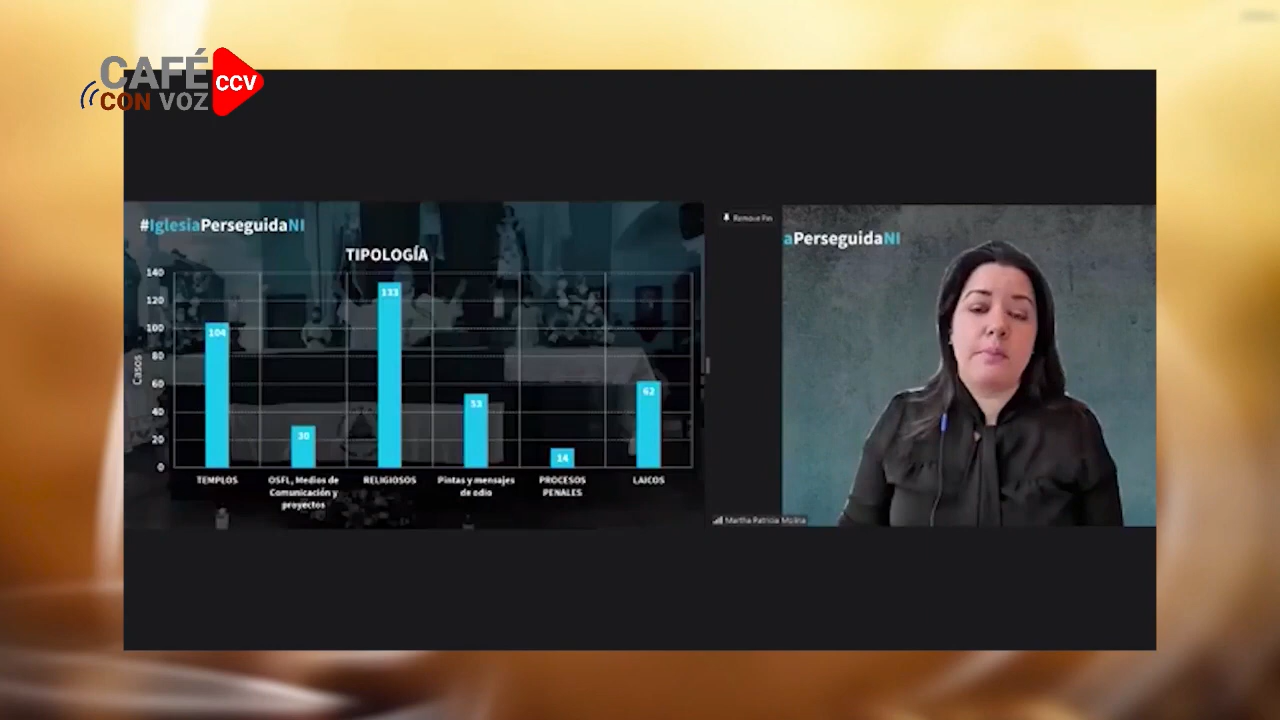 CAFÉ
CON VOZ
CCV
#IglesiaPerseguidaNI
TIPOLOGÍA
140
120
100
80
60
40
20
0
Casos
104
30
133
53
14
62
TEMPLOS
OSFL, Medios de
Comunicación y
proyectos
RELIGIOSOS
Pintas y mensajes
de odio
PROCESOS
PENALES
LAICOS
Remove Pin
aPerseguidaNI
Martha Patricia Molina